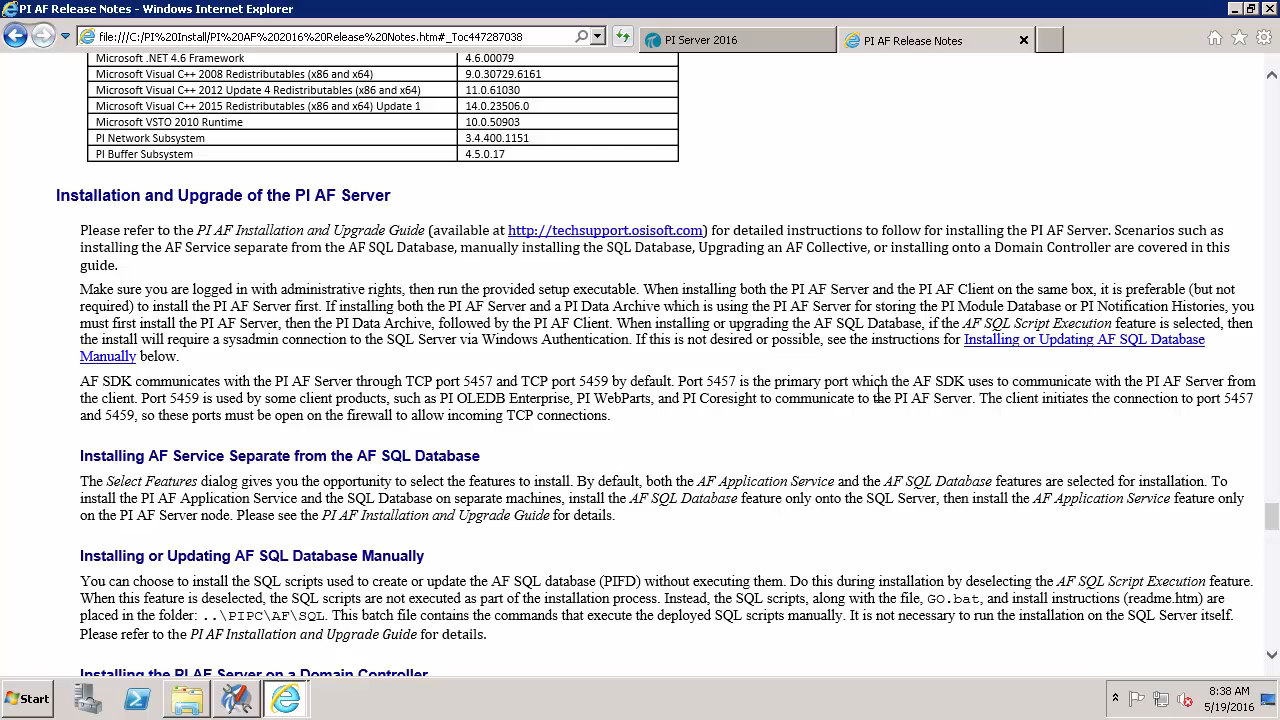 PI AF Release Notes - Windows Internet Explorer
file:///C:/PI%20Install/PI%20AF%202016%20Release%20Notes.htm#_Toc447287038
PI Server 2016
PI AF Release Notes
Microsoft .NET 4.6 Framework 4.6.00079
Microsoft Visual C++ 2008 Redistributables (x86 and x64) 9.0.30729.6161
Microsoft Visual C++ 2012 Update 4 Redistributables (x86 and x64) 11.0.61030
Microsoft Visual C++ 2015 Redistributables (x86 and x64) Update 1 14.0.23506.0
Microsoft VSTO 2010 Runtime 10.0.50903
PI Network Subsystem 3.4.400.1151
PI Buffer Subsystem 4.5.0.17
Installation and Upgrade of the PI AF Server
Please refer to the PI AF Installation and Upgrade Guide (available at http://techsupport.osisoft.com) for detailed instructions to follow for installing the PI AF Server. Scenarios such as
installing the AF Service separate from the AF SQL Database, manually installing the SQL Database, Upgrading an AF Collective, or installing onto a Domain Controller are covered in this
guide.
Make sure you are logged in with administrative rights, then run the provided setup executable. When installing both the PI AF Server and the PI AF Client on the same box, it is preferable (but not
required) to install the PI AF Server first. If installing both the PI AF Server and a PI Data Archive which is using the PI AF Server for storing the PI Module Database or PI Notification Histories, you
must first install the PI AF Server, then the PI Data Archive, followed by the PI AF Client. When installing or upgrading the AF SQL Database, if the AF SQL Script Execution feature is selected, then
the install will require a sysadmin connection to the SQL Server via Windows Authentication. If this is not desired or possible, see the instructions for Installing or Updating AF SQL Database
Manually below.
AF SDK communicates with the PI AF Server through TCP port 5457 and TCP port 5459 by default. Port 5457 is the primary port which the AF SDK uses to communicate with the PI AF Server from
the client. Port 5459 is used by some client products, such as PI OLEDB Enterprise, PI WebParts, and PI Coresight to communicate to the PI AF Server. The client initiates the connection to port 5457
and 5459, so these ports must be open on the firewall to allow incoming TCP connections.
Installing AF Service Separate from the AF SQL Database
The Select Features dialog gives you the opportunity to select the features to install. By default, both the AF Application Service and the AF SQL Database features are selected for installation. To
install the PI AF Application Service and the SQL Database on separate machines, install the AF SQL Database feature only onto the SQL Server, then install the AF Application Service feature only
on the PI AF Server node. Please see the PI AF Installation and Upgrade Guide for details.
Installing or Updating AF SQL Database Manually
You can choose to install the SQL scripts used to create or update the AF SQL database (PIFD) without executing them. Do this during installation by deselecting the AF SQL Script Execution feature.
When this feature is deselected, the SQL scripts are not executed as part of the installation process. Instead, the SQL scripts, along with the file, GO.bat, and install instructions (readme.htm) are
placed in the folder: ..\PIPC\AF\SQL. This batch file contains the commands that execute the deployed SQL scripts manually. It is not necessary to run the installation on the SQL Server itself.
Please refer to the PI AF Installation and Upgrade Guide for details.
Installing the PI AF Server on a Domain Controller
Start
8:38 AM
5/19/2016